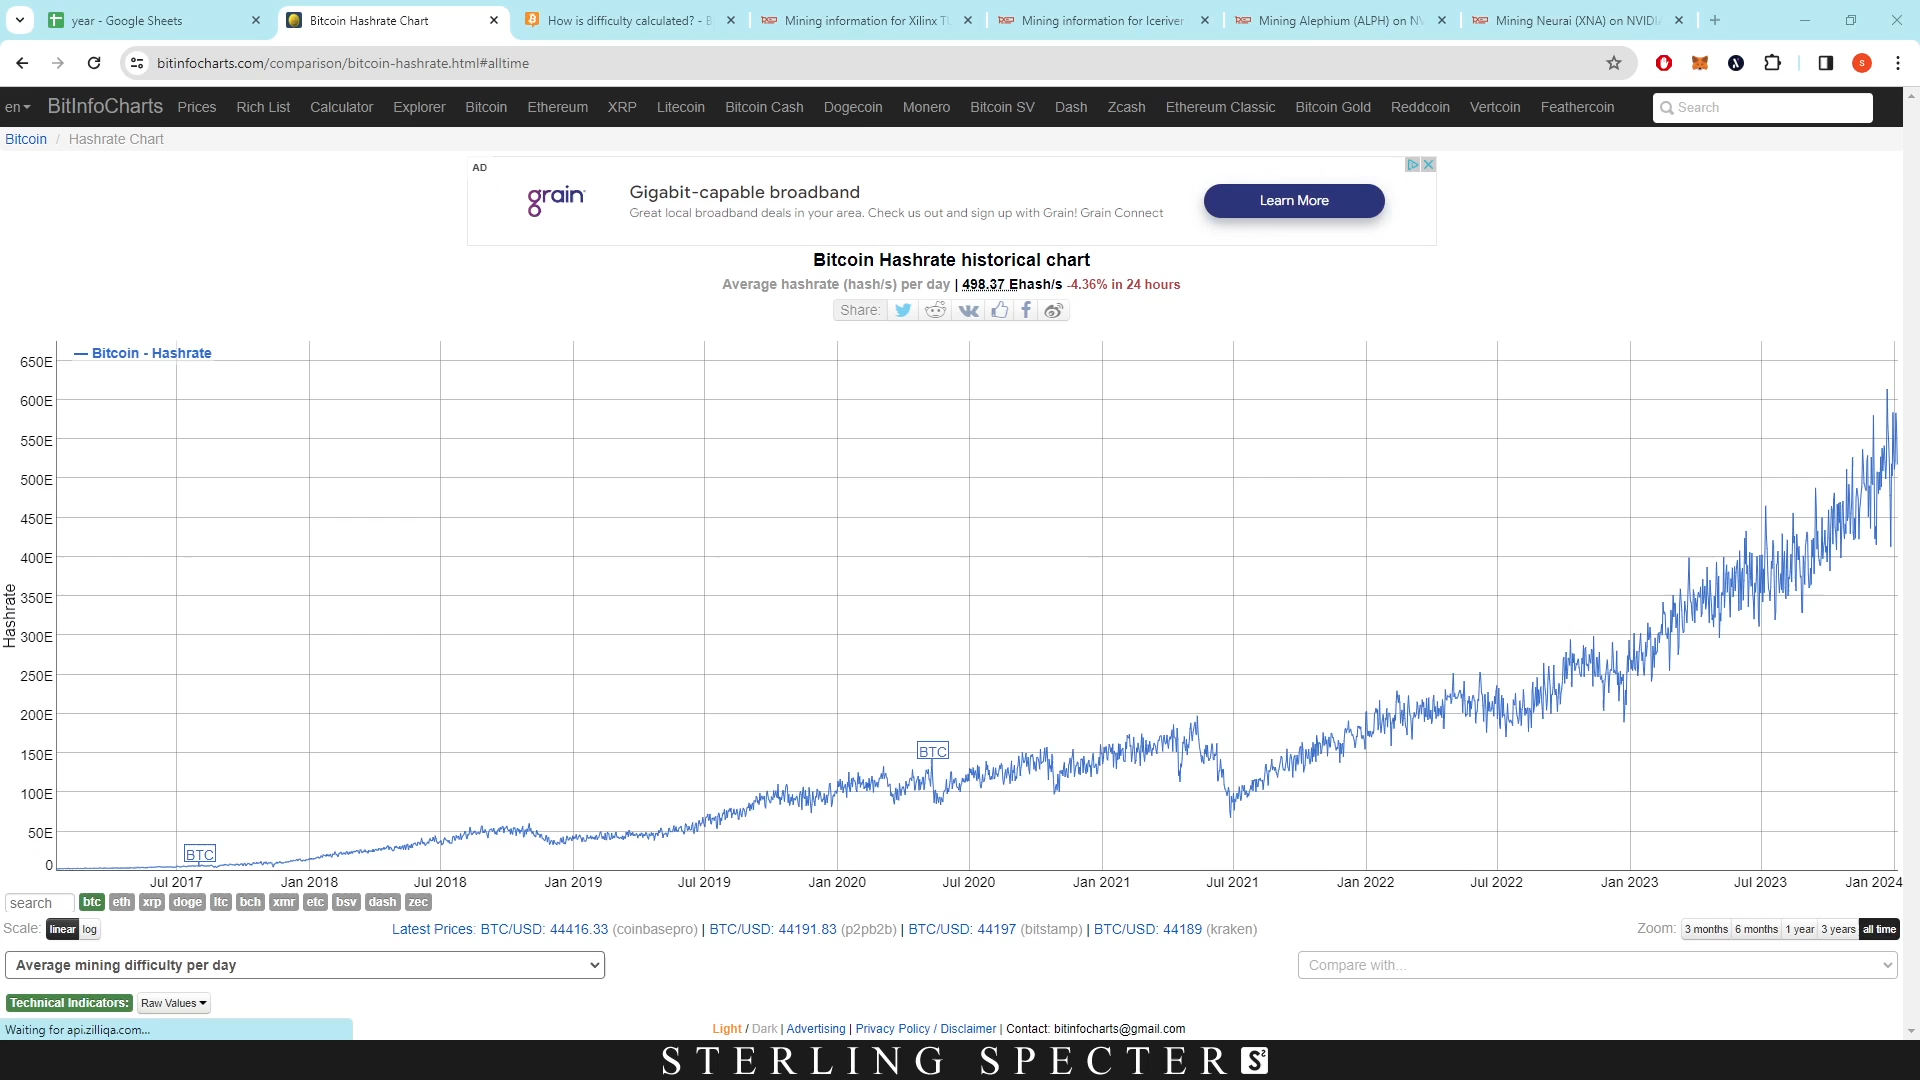 year - Google Sheets
Bitcoin Hashrate Chart
How is difficulty calculated? - B
Mining information for Xilinx TU
Mining information for Iceriver
Mining Alephium (ALPH) on NV
Mining Neurai (XNA) on NVIDI
bitinfocharts.com/comparison/bitcoin-hashrate.html#alltime
S
en
BitInfoCharts Prices Rich List Calculator Explorer Bitcoin Ethereum XRP Litecoin Bitcoin Cash Dogecoin Monero Bitcoin SV Dash Zcash Ethereum Classic Bitcoin Gold Reddcoin Vertcoin Feathercoin
Search
Bitcoin / Hashrate Chart
AD
grain
Gigabit-capable broadband
Great local broadband deals in your area. Check us out and sign up with Grain! Grain Connect
Learn More
Bitcoin Hashrate historical chart
Average hashrate (hash/s) per day | 498.37 Ehash/s -4.36% in 24 hours
Share:
Bitcoin - Hashrate
650E
600E
550E
500E
450E
400E
350E
300E
250E
200E
150E
100E
50E
0
Hashrate
BTC
BTC
Jul 2017 Jan 2018 Jul 2018 Jan 2019 Jul 2019 Jan 2020 Jul 2020 Jan 2021 Jul 2021 Jan 2022 Jul 2022 Jan 2023 Jul 2023 Jan 2024
search btc eth xrp doge ltc bch xmr etc bsv dash zec
Scale: linear log
Latest Prices: BTC/USD: 44416.33 (coinbasepro) | BTC/USD: 44191.83 (p2pb2b) | BTC/USD: 44197 (bitstamp) | BTC/USD: 44189 (kraken)
Zoom: 3 months 6 months 1 year 3 years all time
Average mining difficulty per day
Compare with...
Technical Indicators: Raw Values
Waiting for api.zilliqa.com...
Light / Dark | Advertising | Privacy Policy / Disclaimer | Contact: bitinfocharts@gmail.com
STERLING SPECTER S²